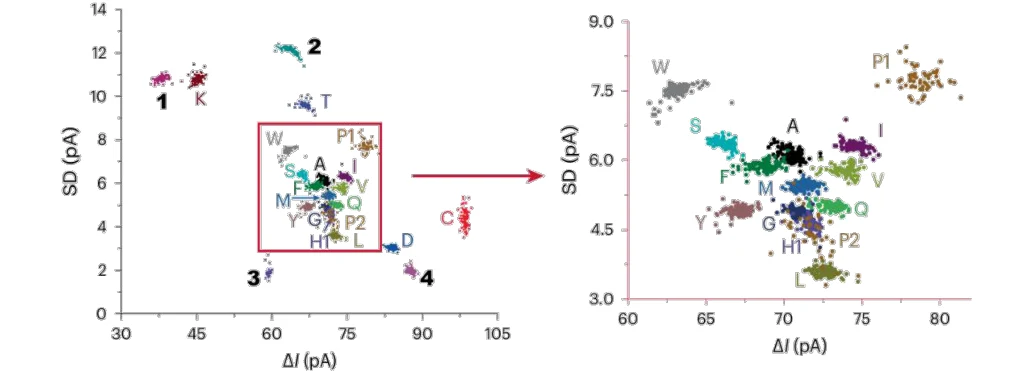 14
12
10
8
6
4
2
0
SD (pA)
30 45 60 75 90 105
ΔI (pA)
1
K
2
T
W
P1
S
A
I
F
V
M
Q
Y
G
P2
H1
L
D
C
3
4
9.0
7.5
6.0
4.5
3.0
SD (pA)
60 65 70 75 80
ΔI (pA)
W
P1
S
A
I
F
M
V
Y
G
Q
H1
P2
L